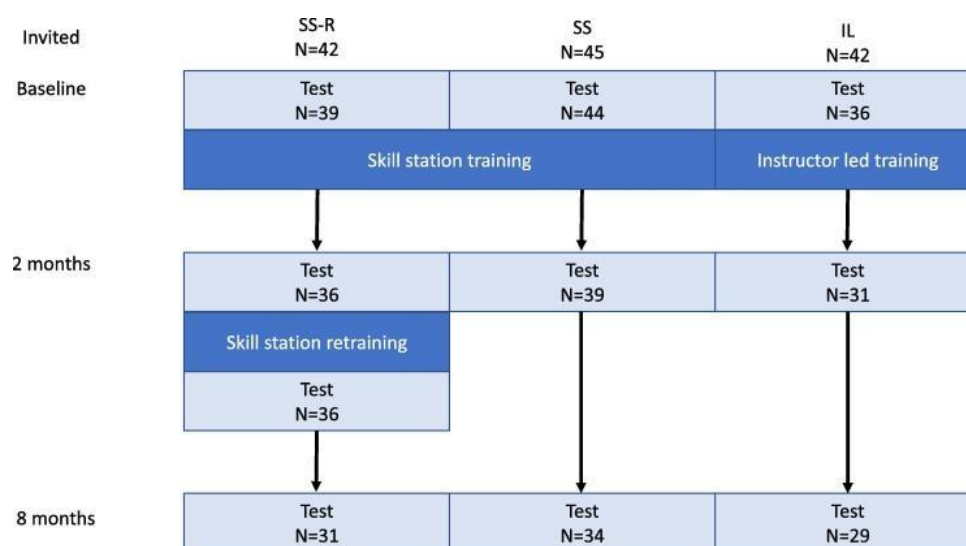 Invited
SS-R
N=42
SS
N=45
IL
N=42
Baseline
Test
N=39
Test
N=44
Test
N=36
Skill station training
Instructor led training
2 months
Test
N=36
Test
N=39
Test
N=31
Skill station retraining
Test
N=36
8 months
Test
N=31
Test
N=34
Test
N=29